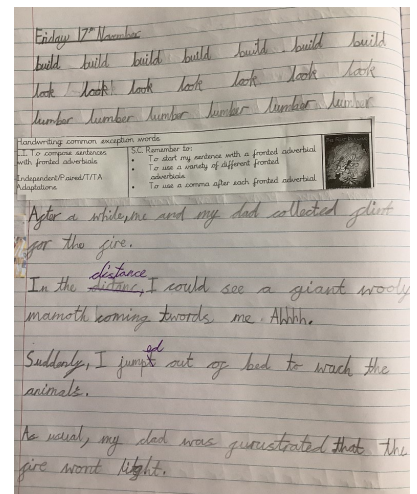 Friday 17th November
build build build build build build build
look look look look look look look
lumber lumber lumber lumber lumber lumber
Handwriting: common exception words
L.I. To compose sentences with fronted adverbials
Independent/Paired/T/TA
Adaptations
S.C. Remember to:
• To start my sentence with a fronted adverbial
• To use a variety of different fronted adverbials
• To use a comma after each fronted adverbial
After a while, me and my dad collected flint
for the fire.
distance
In the distanc, I could see a giant wooly
mamoth coming twords me. Ahhhh.
ed
Suddenly, I jumpt out of bed to wach the
animals.
As usual, my dad was furustrated that the
fire wont light.